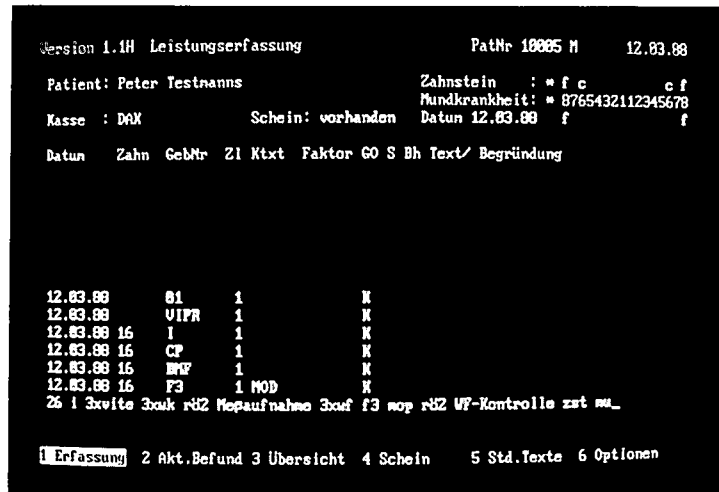 Version 1.1H Leistungserfassung PatNr 10005 M 12.03.88
Patient: Peter Testmanns Zahnstein : * f c c f
Mundkrankheit: * 8765432112345678
Kasse : DAX Schein: vorhanden Datum 12.03.88 f f
Datum Zahn GebNr Zl Ktxt Faktor GO S Bh Text/ Begründung
12.03.88 01 1 K
12.03.88 VIPR 1 K
12.03.88 16 I 1 K
12.03.88 16 CP 1 K
12.03.88 16 BMF 1 K
12.03.88 16 F3 1 MOD K
26 i 3xvite 3xwk rö2 Meßaufnahme 3xwf f3 mop rö2 WF-Kontrolle zst mu_
1 Erfassung 2 Akt.Befund 3 Übersicht 4 Schein 5 Std.Texte 6 Optionen